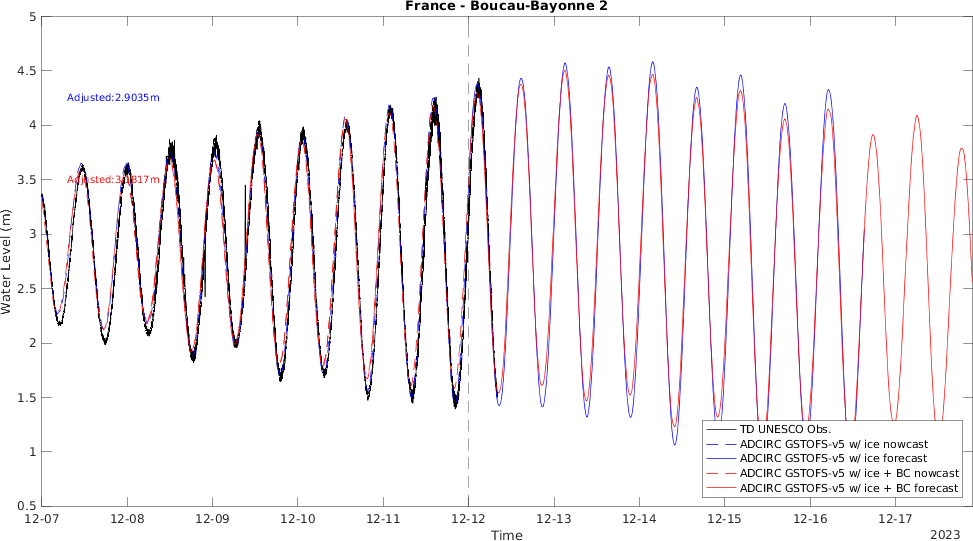 France - Boucau-Bayonne 2
5
4.5
4
3.5
3
2.5
2
1.5
1
0.5
Water Level (m)
Adjusted:2.9035m
TD UNESCO Obs.
ADCIRC GSTOFS-v5 w/ ice nowcast
ADCIRC GSTOFS-v5 w/ ice forecast
ADCIRC GSTOFS-v5 w/ ice + BC nowcast
ADCIRC GSTOFS-v5 w/ ice + BC forecast
12-07 12-08 12-09 12-10 12-11 12-12 12-13 12-14 12-15 12-16 12-17
Time
2023